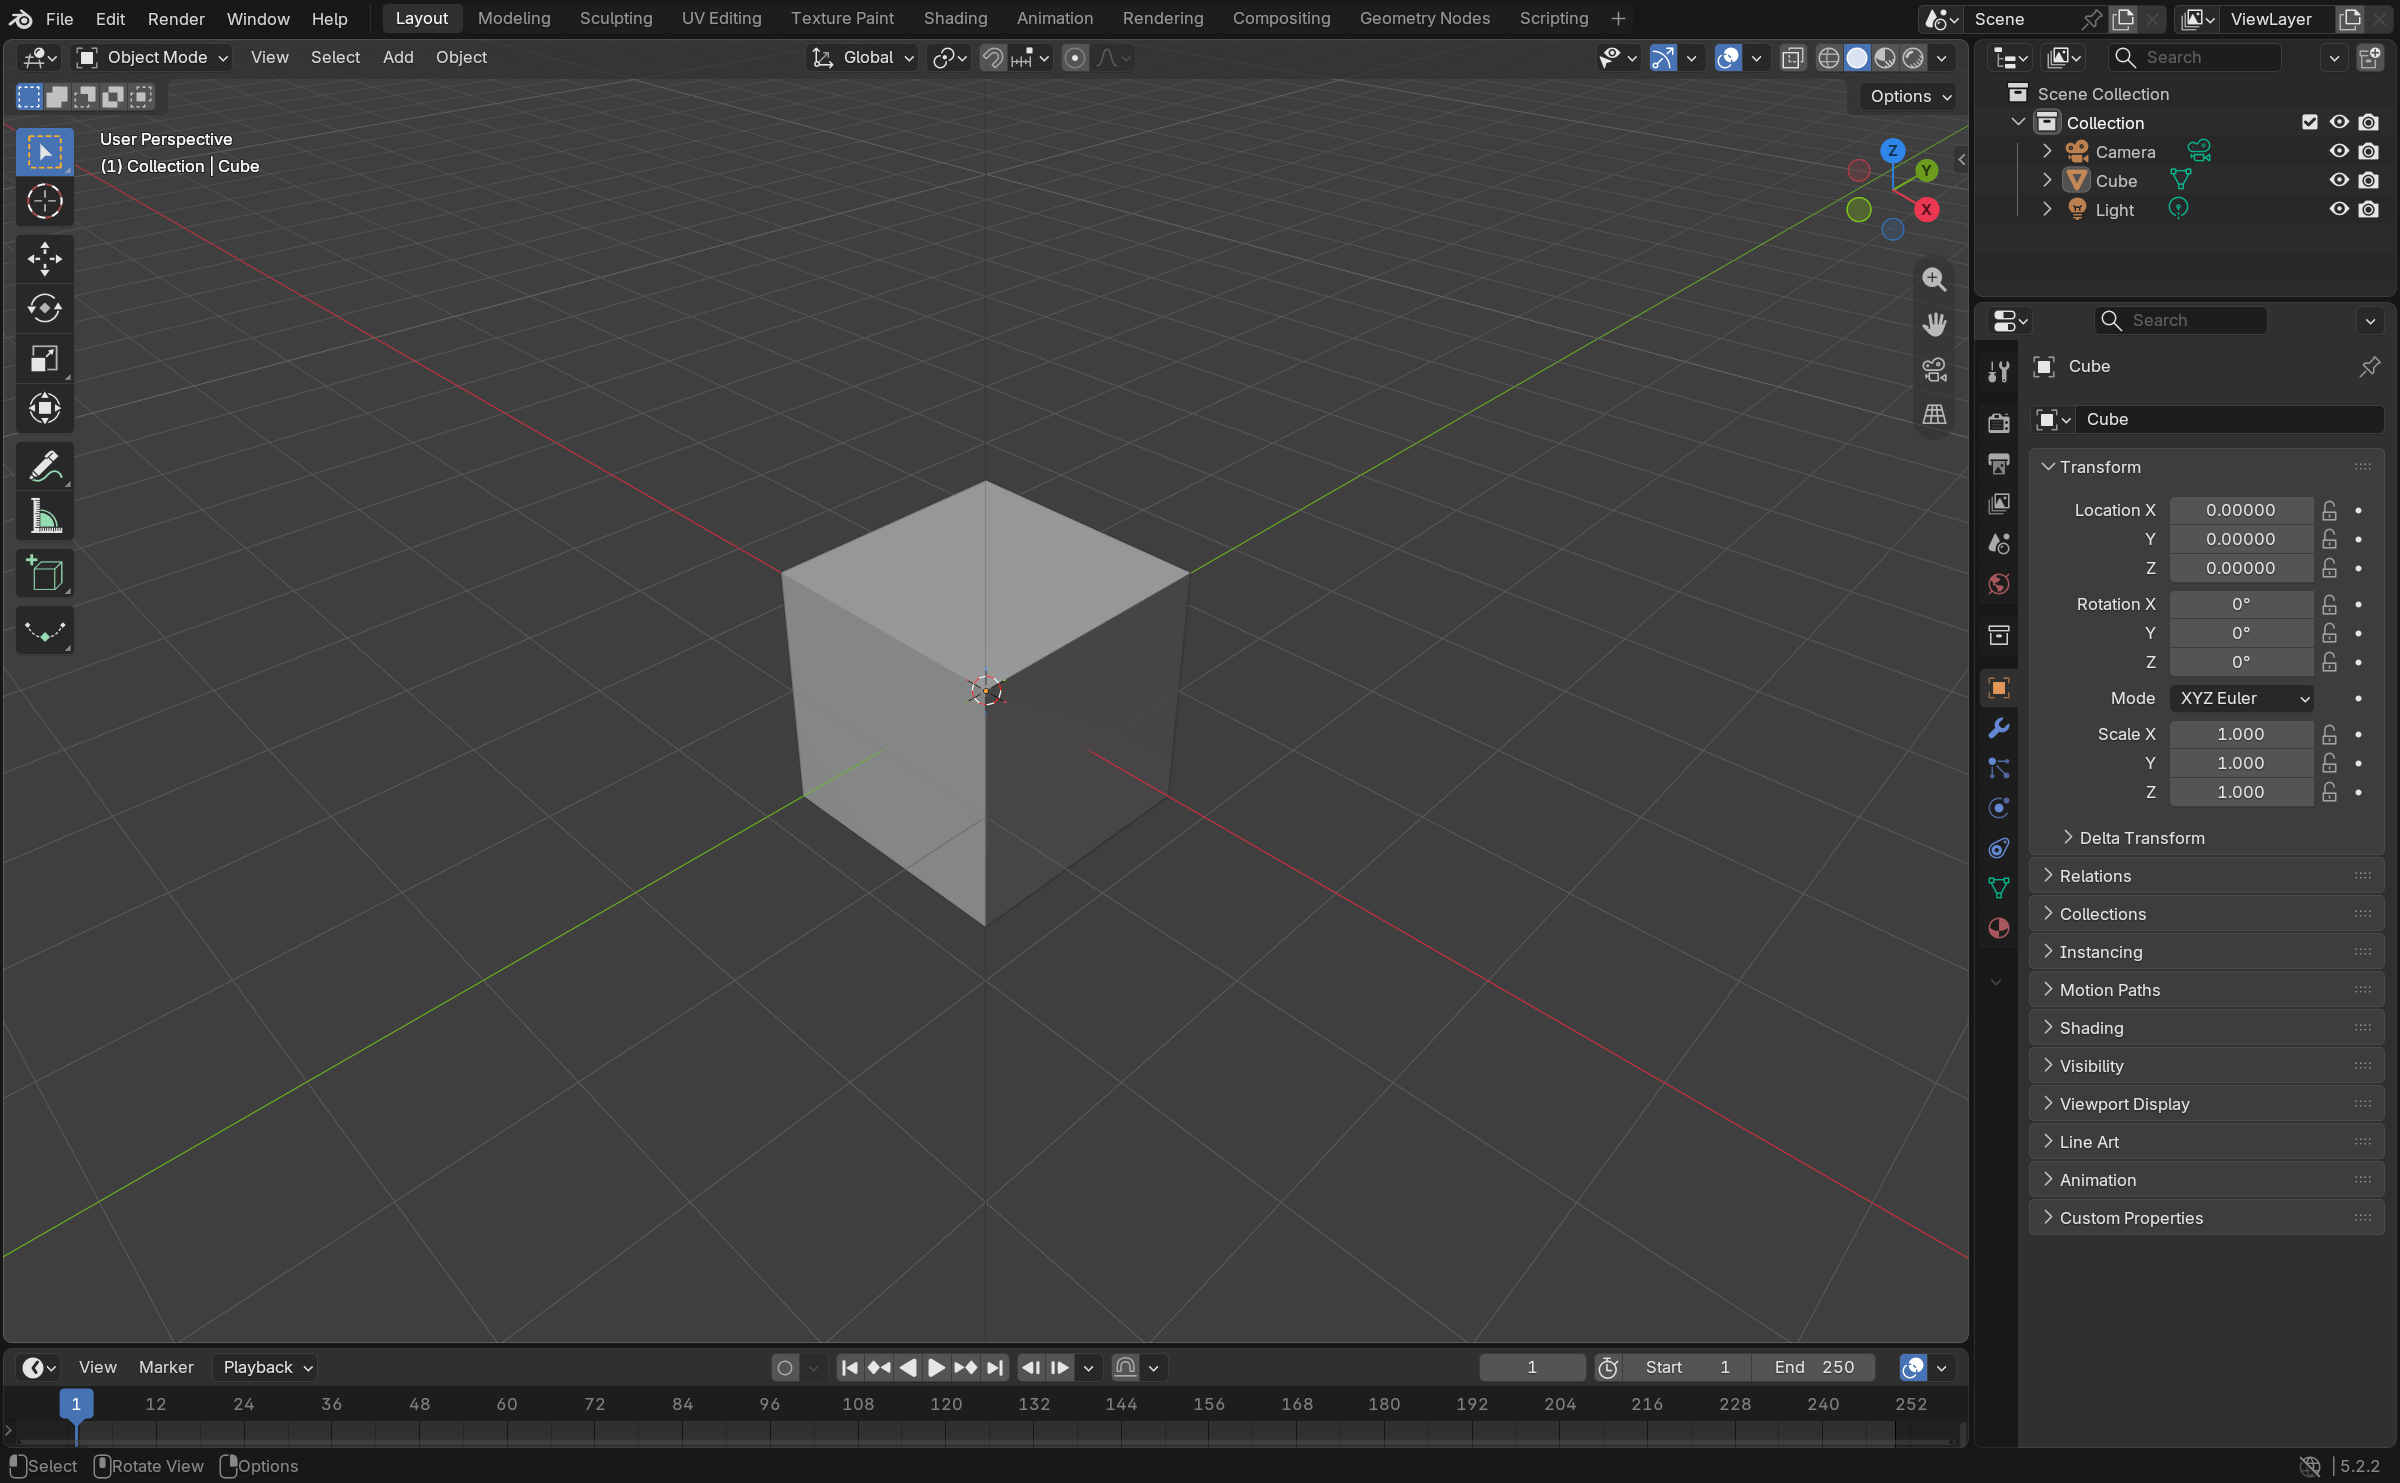 File Edit Render Window Help Layout Modeling Sculpting UV Editing Texture Paint Shading Animation Rendering Compositing Geometry Nodes Scripting Scene ViewLayer
Object Mode View Select Add Object Global Search
Options
User Perspective
(1) Collection | Cube
Z
Y
X
Scene Collection
Collection
Camera
Cube
Light
Search
Cube
Cube
Transform
Location X 0.00000
Y 0.00000
Z 0.00000
Rotation X 0°
Y 0°
Z 0°
Mode XYZ Euler
Scale X 1.000
Y 1.000
Z 1.000
Delta Transform
Relations
Collections
Instancing
Motion Paths
Shading
Visibility
Viewport Display
Line Art
Animation
Custom Properties
View Marker Playback 1 Start 1 End 250
1 12 24 36 48 60 72 84 96 108 120 132 144 156 168 180 192 204 216 228 240 252
Select Rotate View Options 5.2.2